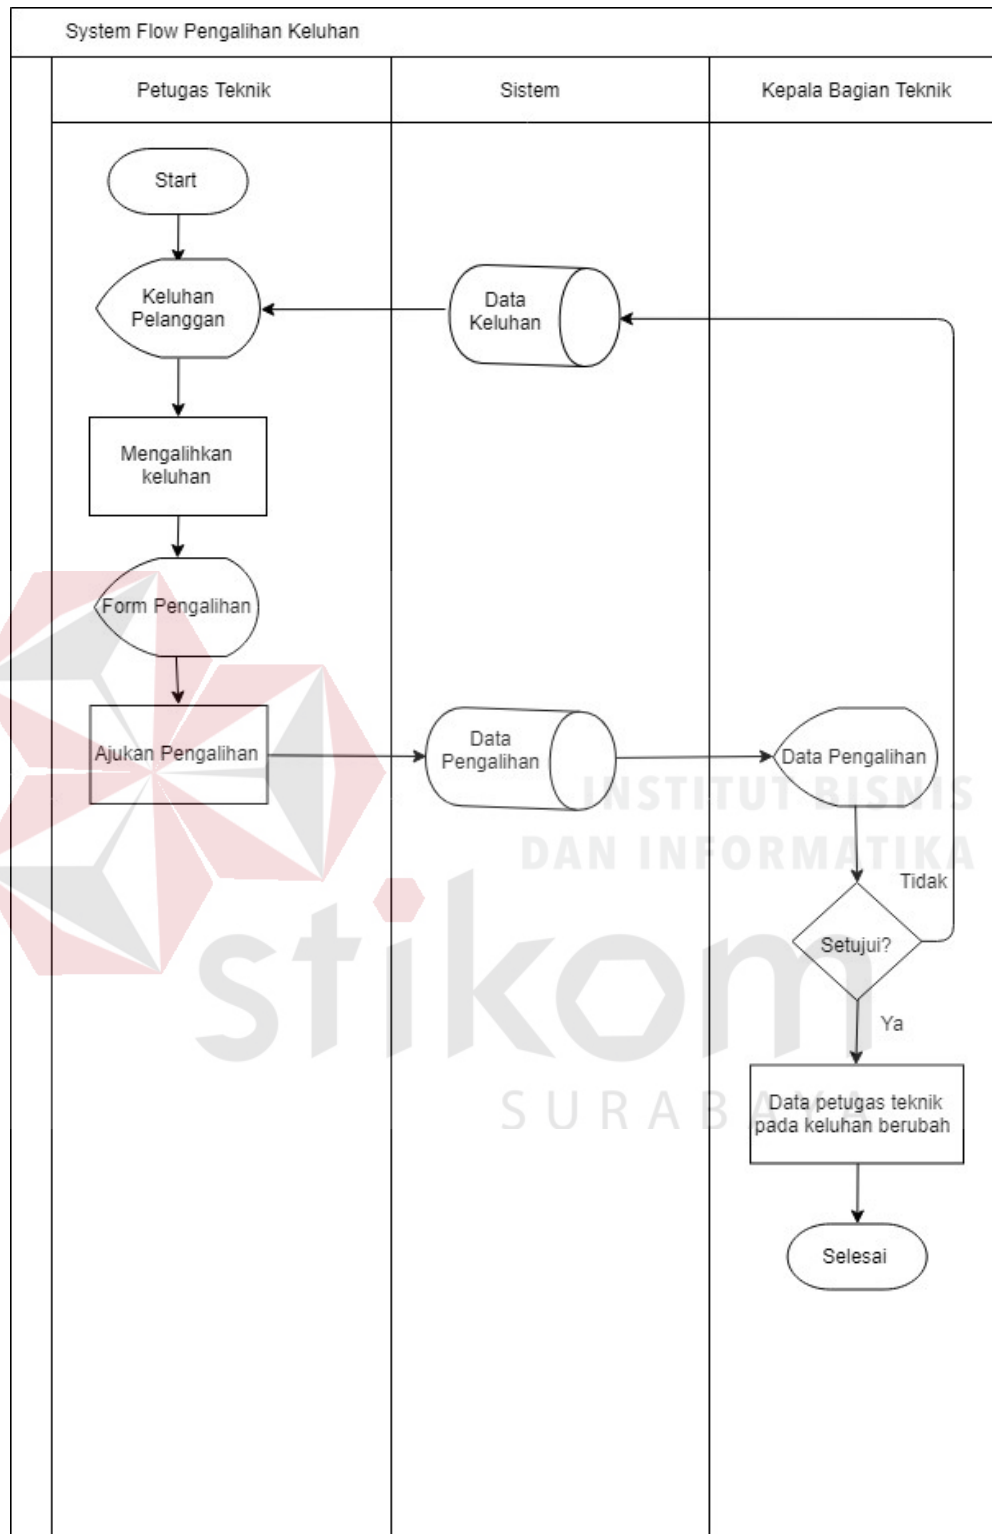 System Flow Pengalihan Keluhan
Petugas Teknik
Sistem
Kepala Bagian Teknik
Start
Keluhan
Pelanggan
Data
Keluhan
Mengalihkan
keluhan
Form Pengalihan
Ajukan Pengalihan
Data
Pengalihan
Data Pengalihan
INSTITUT BISNIS
DAN INFORMATIKA
Tidak
stikom
Setujui?
Ya
SURABAYA
Data petugas teknik
pada keluhan berubah
Selesai